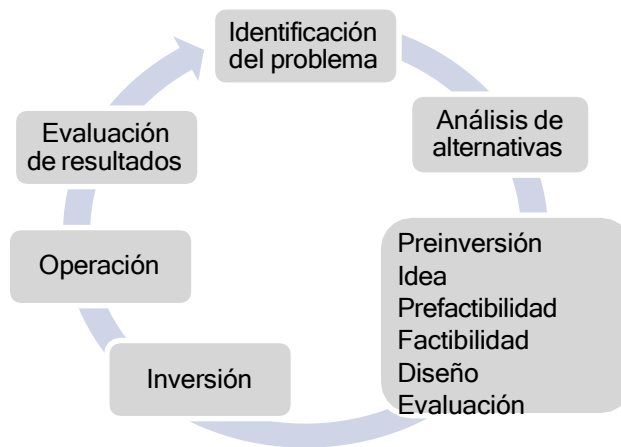 Identificación
del problema
Análisis de
alternativas
Preinversión
Idea
Prefactibilidad
Factibilidad
Diseño
Evaluación
Inversión
Operación
Evaluación
de resultados